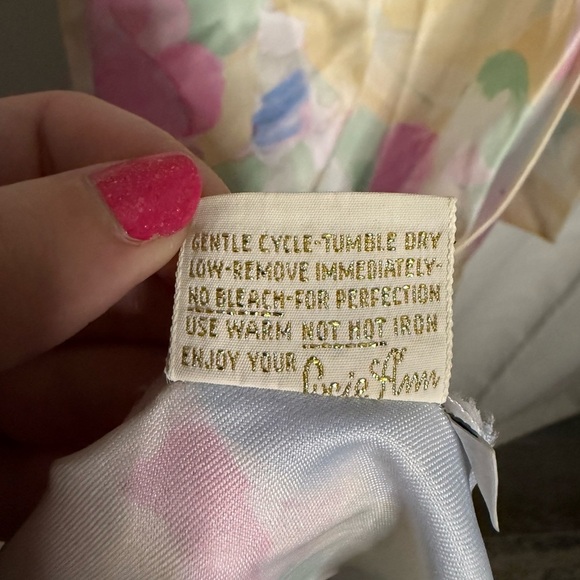 GENTLE CYCLE-TUMBLE DRY
LOW-REMOVE IMMEDIATELY-
NO BLEACH-FOR PERFECTION
USE WARM NOT HOT IRON
ENJOY YOUR Lucie Ann